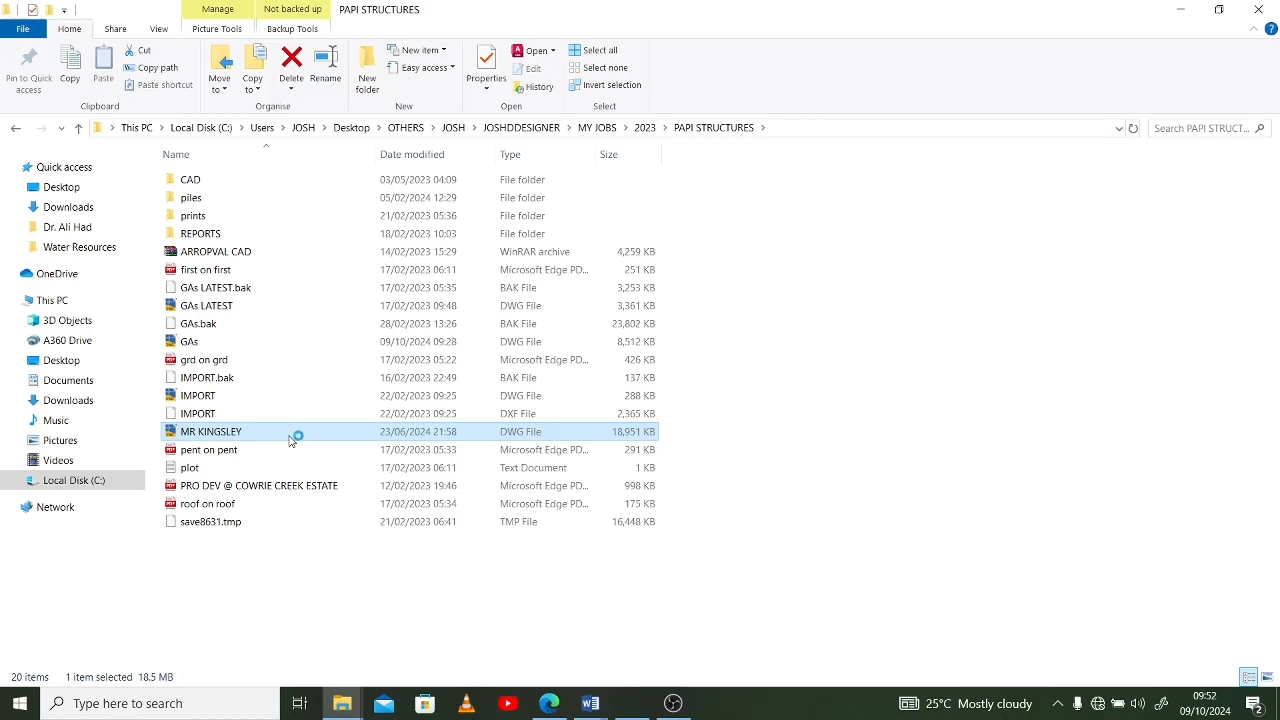 Manage Not backed up PAPI STRUCTURES
File Home Share View Picture Tools Backup Tools
Pin to Quick access
Copy
Paste
Cut
Copy path
Paste shortcut
Clipboard
Move to
Copy to
Delete
Rename
Organise
New folder
New item
Easy access
New
Properties
Open
Edit
History
Open
Select all
Select none
Invert selection
Select
This PC Local Disk (C:) Users JOSH Desktop OTHERS JOSH JOSHDDESIGNER MY JOBS 2023 PAPI STRUCTURES Search PAPI STRUCT...
Quick access
Desktop
Downloads
Dr. Ali Had
Water Resources
OneDrive
This PC
3D Objects
A360 Drive
Desktop
Documents
Downloads
Music
Pictures
Videos
Local Disk (C:)
Network
Name Date modified Type Size
CAD 03/05/2023 04:09 File folder
piles 05/02/2024 12:29 File folder
prints 21/02/2023 05:36 File folder
REPORTS 18/02/2023 10:03 File folder
ARROPVAL CAD 14/02/2023 15:29 WinRAR archive 4,259 KB
first on first 17/02/2023 06:11 Microsoft Edge PD... 251 KB
GAs LATEST.bak 17/02/2023 05:35 BAK File 3,253 KB
GAs LATEST 17/02/2023 09:48 DWG File 3,361 KB
GAs.bak 28/02/2023 13:26 BAK File 23,802 KB
GAs 09/10/2024 09:28 DWG File 8,512 KB
grd on grd 17/02/2023 05:22 Microsoft Edge PD... 426 KB
IMPORT.bak 16/02/2023 22:49 BAK File 137 KB
IMPORT 22/02/2023 09:25 DWG File 288 KB
IMPORT 22/02/2023 09:25 DXF File 2,365 KB
MR KINGSLEY 23/06/2024 21:58 DWG File 18,951 KB
pent on pent 17/02/2023 05:33 Microsoft Edge PD... 291 KB
plot 17/02/2023 06:11 Text Document 1 KB
PRO DEV @ COWRIE CREEK ESTATE 12/02/2023 19:46 Microsoft Edge PD... 998 KB
roof on roof 17/02/2023 05:34 Microsoft Edge PD... 175 KB
save8631.tmp 21/02/2023 06:41 TMP File 16,448 KB
20 items 1 item selected 18.5 MB
Type here to search
25°C Mostly cloudy
09:52
09/10/2024
2